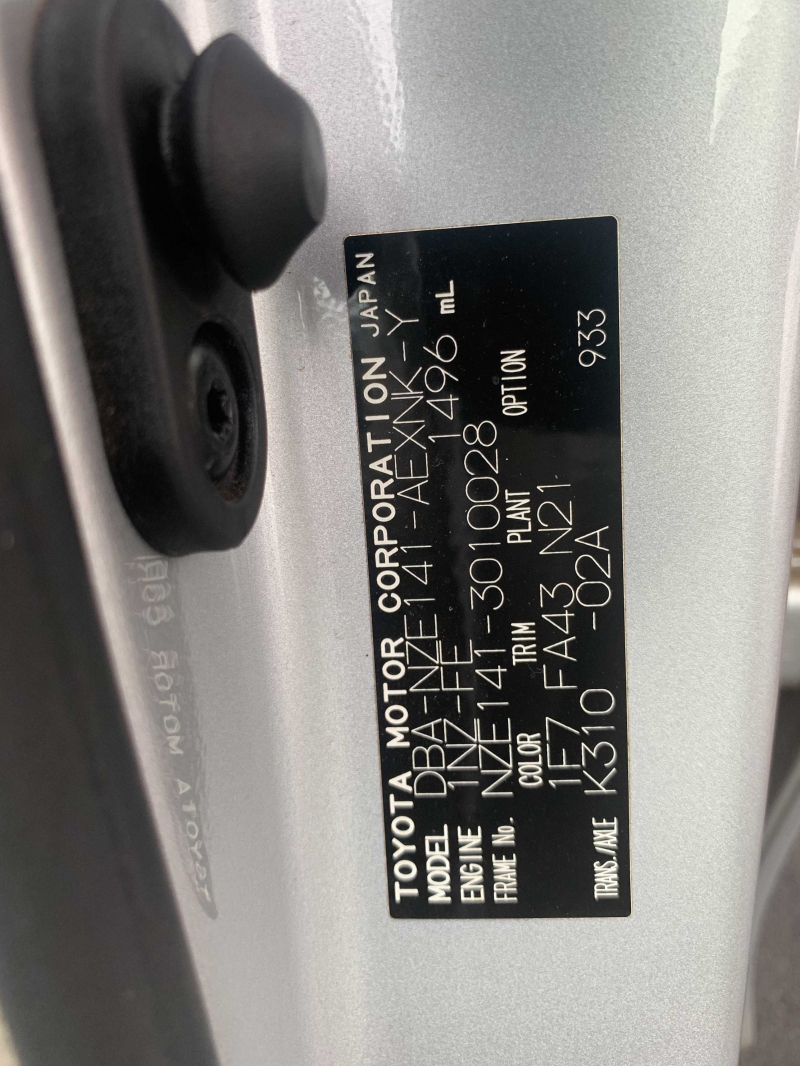 TOYOTA MOTOR CORPORATION JAPAN
MODEL DBA-NZE141-AEXNK-Y
ENGINE 1NZ-FE 1496 mL
FRAME No. NZE141-3010028
COLOR TRIM PLANT OPTION
1F7 FA43 N21
TRANS./AXLE K310 -02A 933